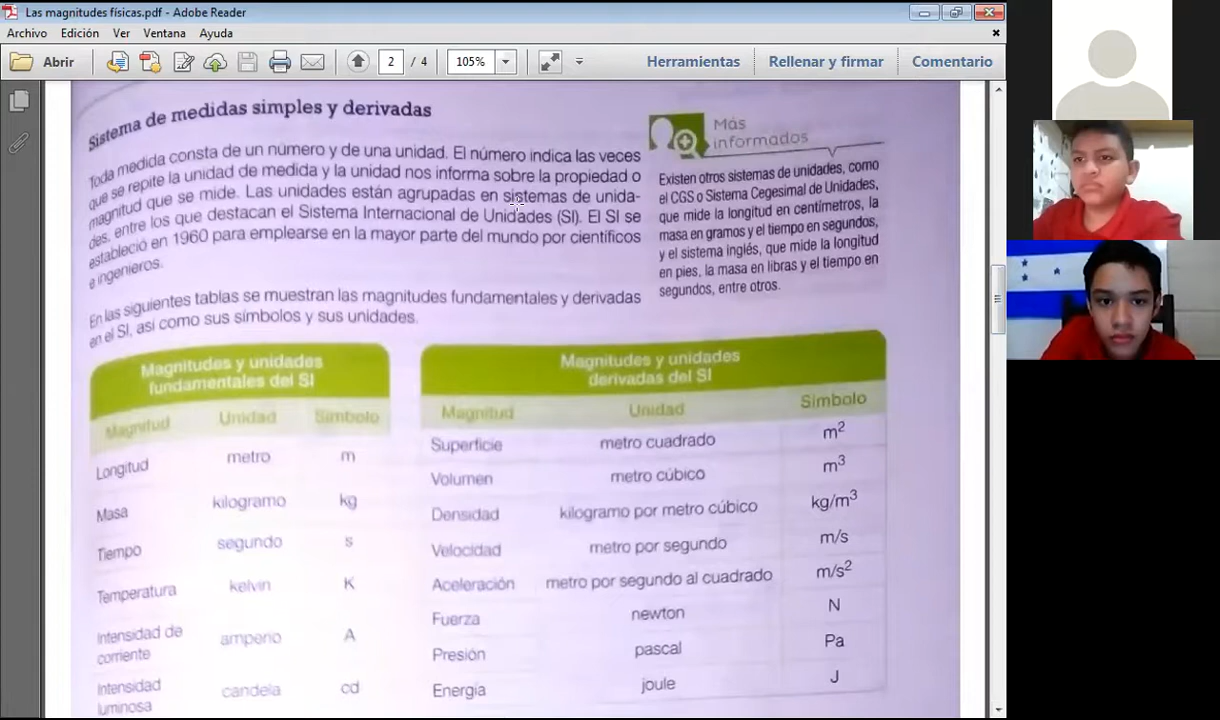 Las magnitudes físicas.pdf - Adobe Reader
Archivo Edición Ver Ventana Ayuda
Abrir 2 / 4 105% Herramientas Rellenar y firmar Comentario
Sistema de medidas simples y derivadas
Toda medida consta de un número y de una unidad. El número indica las veces
que se repite la unidad de medida y la unidad nos informa sobre la propiedad o
magnitud que se mide. Las unidades están agrupadas en sistemas de unida-
des, entre los que destacan el Sistema Internacional de Unidades (SI). El SI se
estableció en 1960 para emplearse en la mayor parte del mundo por científicos
e ingenieros.
En las siguientes tablas se muestran las magnitudes fundamentales y derivadas
en el SI, así como sus símbolos y sus unidades.
Más
informados
Existen otros sistemas de unidades, como
el CGS o Sistema Cegesimal de Unidades,
que mide la longitud en centímetros, la
masa en gramos y el tiempo en segundos,
y el sistema inglés, que mide la longitud
en pies, la masa en libras y el tiempo en
segundos, entre otros.
Magnitudes y unidades
fundamentales del SI
Magnitud Unidad Símbolo
Longitud metro m
Masa kilogramo kg
Tiempo segundo s
Temperatura kelvin K
Intensidad de
corriente amperio A
Intensidad
luminosa candela cd
Magnitudes y unidades
derivadas del SI
Magnitud Unidad Símbolo
Superficie metro cuadrado m²
Volumen metro cúbico m³
Densidad kilogramo por metro cúbico kg/m³
Velocidad metro por segundo m/s
Aceleración metro por segundo al cuadrado m/s²
Fuerza newton N
Presión pascal Pa
Energía joule J